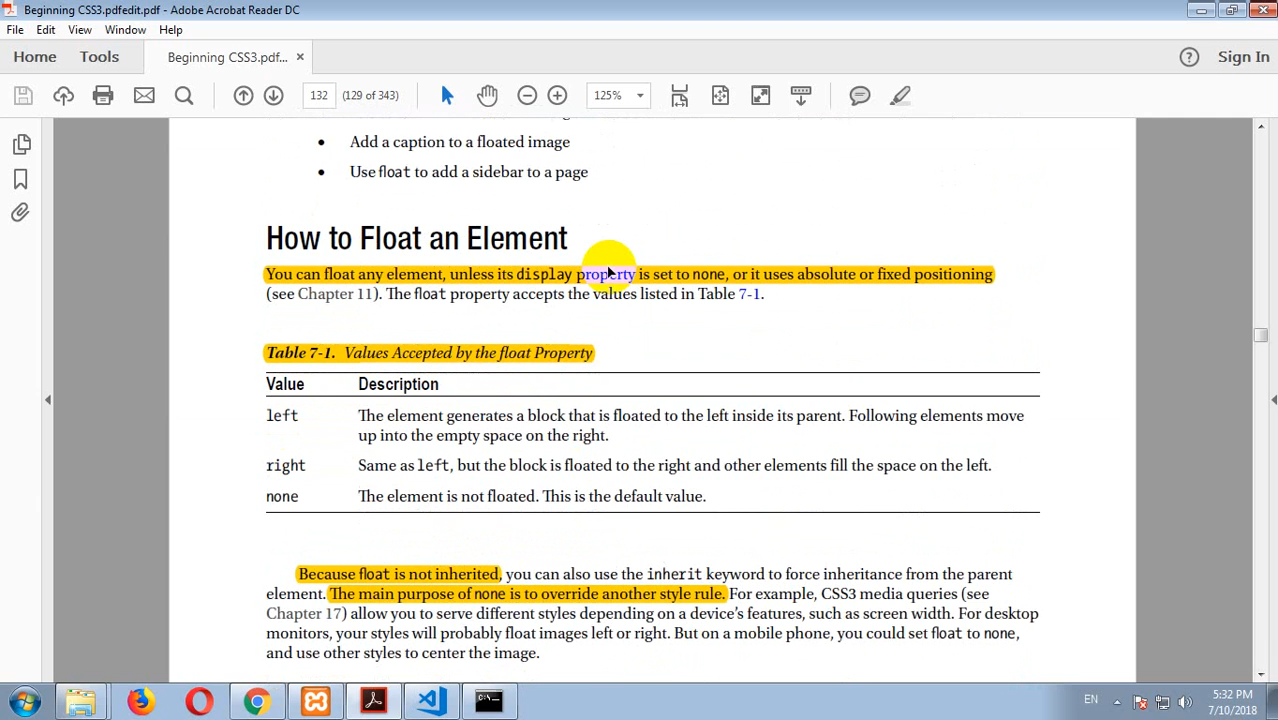 Beginning CSS3.pdfedit.pdf - Adobe Acrobat Reader DC
File Edit View Window Help
Home Tools Beginning CSS3.pdf... × Sign In
132 (129 of 343) 125%
• Add a caption to a floated image
• Use float to add a sidebar to a page
How to Float an Element
You can float any element, unless its display property is set to none, or it uses absolute or fixed positioning
(see Chapter 11). The float property accepts the values listed in Table 7-1.
Table 7-1. Values Accepted by the float Property
Value Description
left The element generates a block that is floated to the left inside its parent. Following elements move
up into the empty space on the right.
right Same as left, but the block is floated to the right and other elements fill the space on the left.
none The element is not floated. This is the default value.
Because float is not inherited, you can also use the inherit keyword to force inheritance from the parent
element. The main purpose of none is to override another style rule. For example, CSS3 media queries (see
Chapter 17) allow you to serve different styles depending on a device's features, such as screen width. For desktop
monitors, your styles will probably float images left or right. But on a mobile phone, you could set float to none,
and use other styles to center the image.
EN 5:32 PM
7/10/2018